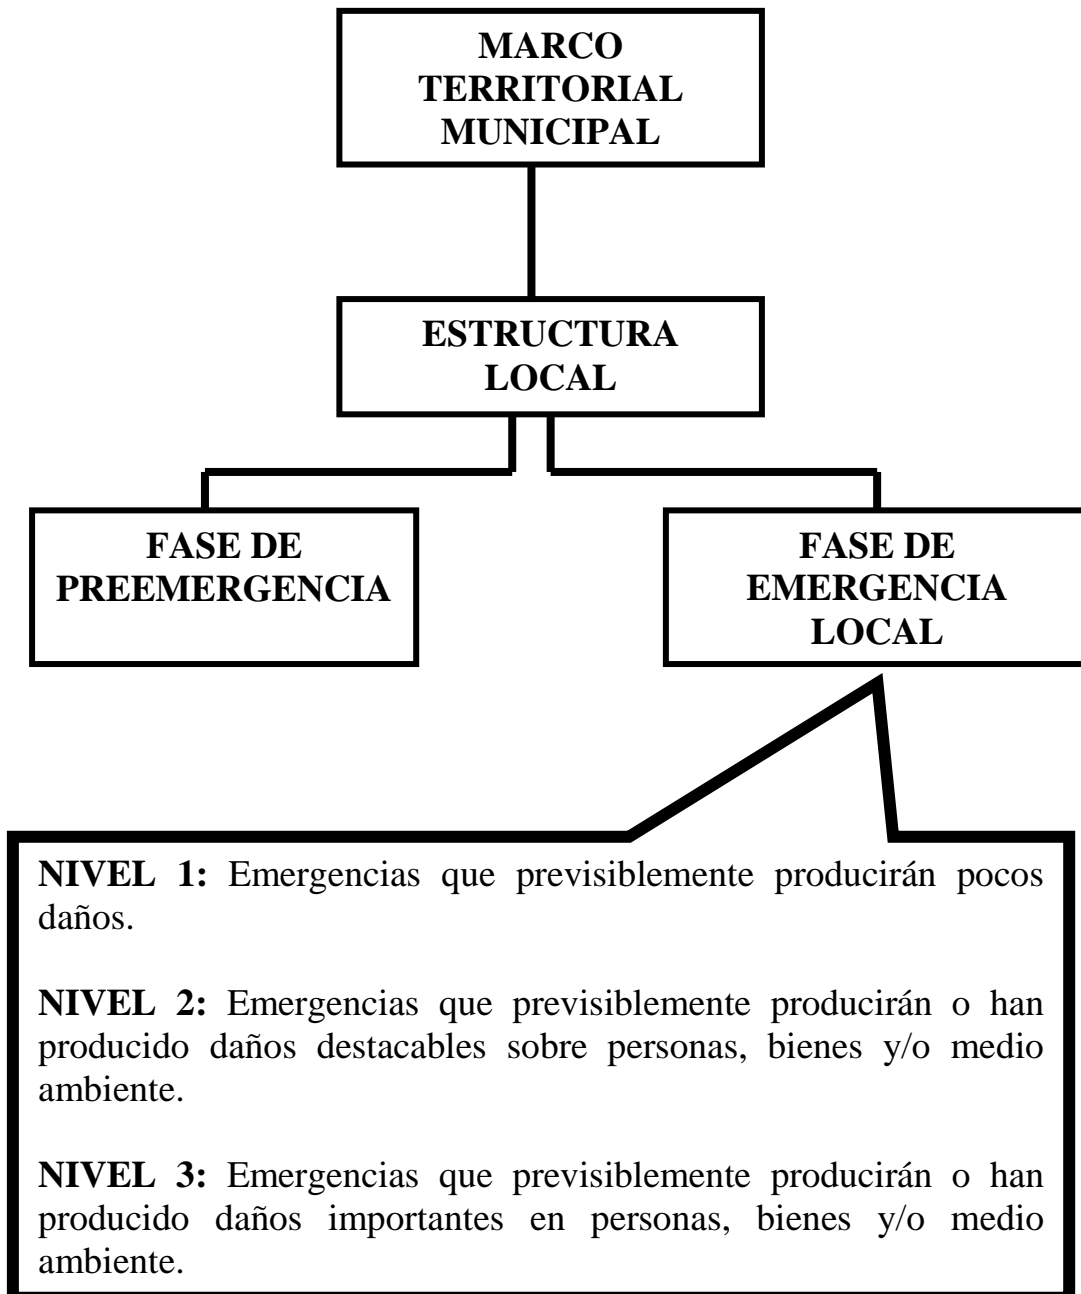 MARCO
TERRITORIAL
MUNICIPAL
ESTRUCTURA
LOCAL
FASE DE
PREEMERGENCIA
FASE DE
EMERGENCIA
LOCAL
NIVEL 1: Emergencias que previsiblemente producirán pocos
daños.
NIVEL 2: Emergencias que previsiblemente producirán o han
producido daños destacables sobre personas, bienes y/o medio
ambiente.
NIVEL 3: Emergencias que previsiblemente producirán o han
producido daños importantes en personas, bienes y/o medio
ambiente.